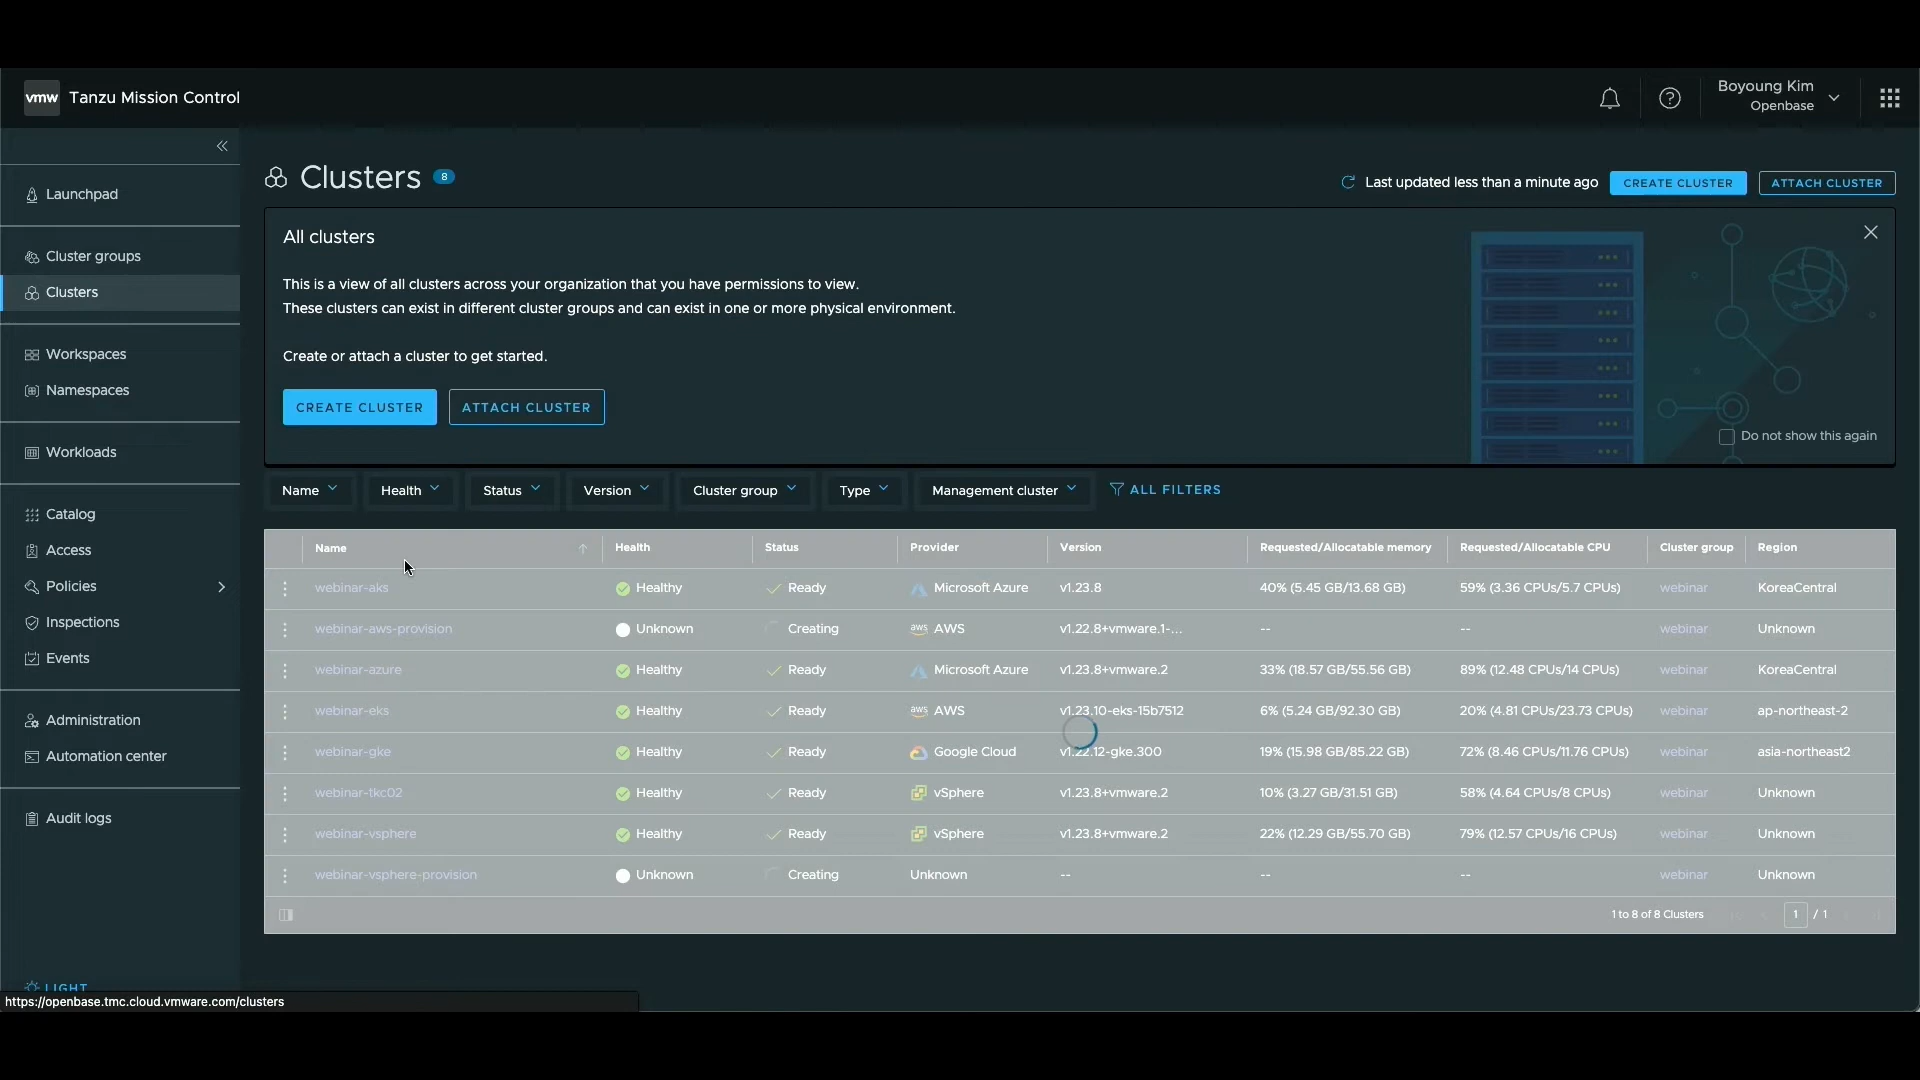 vmw Tanzu Mission Control
Boyoung Kim
Openbase
Launchpad
Cluster groups
Clusters
Workspaces
Namespaces
Workloads
Catalog
Access
Policies
Inspections
Events
Administration
Automation center
Audit logs
LIGHT
Clusters 8
Last updated less than a minute ago CREATE CLUSTER ATTACH CLUSTER
All clusters
This is a view of all clusters across your organization that you have permissions to view.
These clusters can exist in different cluster groups and can exist in one or more physical environment.
Create or attach a cluster to get started.
CREATE CLUSTER ATTACH CLUSTER
Do not show this again
Name Health Status Version Cluster group Type Management cluster ALL FILTERS
Name Health Status Provider Version Requested/Allocatable memory Requested/Allocatable CPU Cluster group Region
webinar-aks Healthy Ready Microsoft Azure v1.23.8 40% (5.45 GB/13.68 GB) 59% (3.36 CPUs/5.7 CPUs) webinar KoreaCentral
webinar-aws-provision Unknown Creating aws AWS v1.22.8+vmware.1-... -- -- webinar Unknown
webinar-azure Healthy Ready Microsoft Azure v1.23.8+vmware.2 33% (18.57 GB/55.56 GB) 89% (12.48 CPUs/14 CPUs) webinar KoreaCentral
webinar-eks Healthy Ready aws AWS v1.23.10-eks-15b7512 6% (5.24 GB/92.30 GB) 20% (4.81 CPUs/23.73 CPUs) webinar ap-northeast-2
webinar-gke Healthy Ready Google Cloud v1.22.12-gke.300 19% (15.98 GB/85.22 GB) 72% (8.46 CPUs/11.76 CPUs) webinar asia-northeast2
webinar-tkc02 Healthy Ready vSphere v1.23.8+vmware.2 10% (3.27 GB/31.51 GB) 58% (4.64 CPUs/8 CPUs) webinar Unknown
webinar-vsphere Healthy Ready vSphere v1.23.8+vmware.2 22% (12.29 GB/55.70 GB) 79% (12.57 CPUs/16 CPUs) webinar Unknown
webinar-vsphere-provision Unknown Creating Unknown -- -- -- webinar Unknown
1 to 8 of 8 Clusters 1 / 1
https://openbase.tmc.cloud.vmware.com/clusters